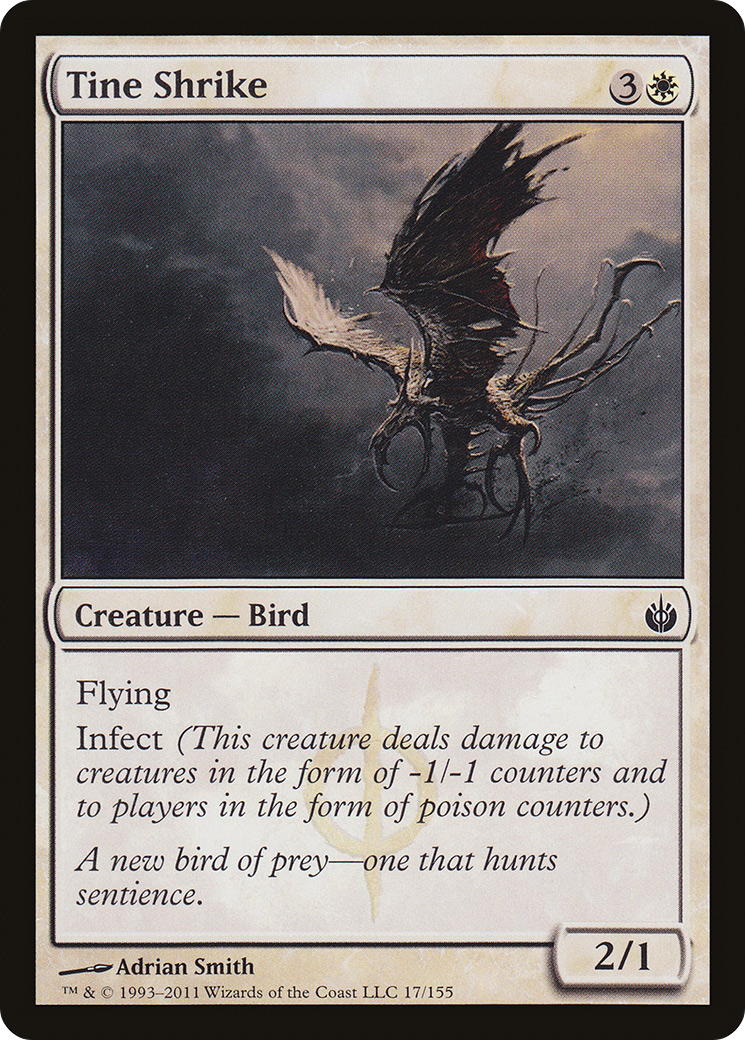 Tine Shrike 3
Creature — Bird
Flying
Infect (This creature deals damage to
creatures in the form of -1/-1 counters and
to players in the form of poison counters.)
A new bird of prey—one that hunts
sentience.
2/1
Adrian Smith
™ & © 1993–2011 Wizards of the Coast LLC 17/155